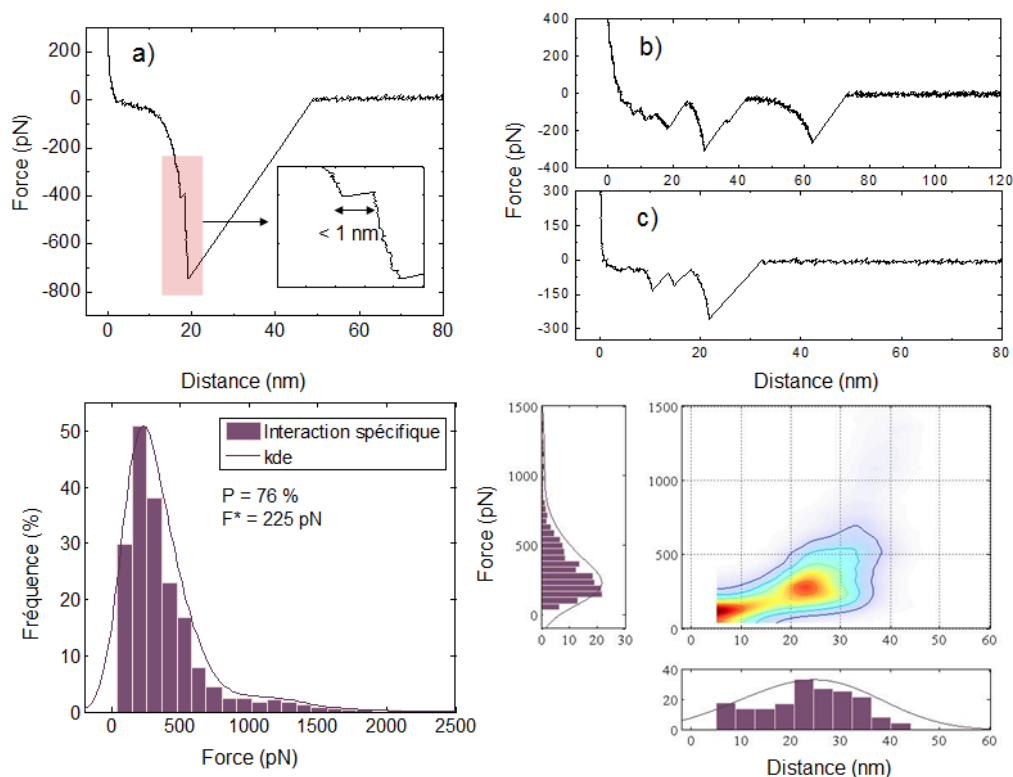 a)
Force (pN)
200
0
-200
-400
-600
-800
< 1 nm
0 20 40 60 80
Distance (nm)
b)
Force (pN)
400
200
0
-200
-400
0 20 40 60 80 100 120
c)
300
150
0
-150
-300
0 20 40 60 80
Distance (nm)
Fréquence (%)
50
40
30
20
10
0
Interaction spécifique
kde
P = 76 %
F* = 225 pN
0 500 1000 1500 2000 2500
Force (pN)
Force (pN)
1500
1000
500
0
0 10 20 30
1500
1000
500
0
0 10 20 30 40 50 60
40
20
0
0 10 20 30 40 50 60
Distance (nm)